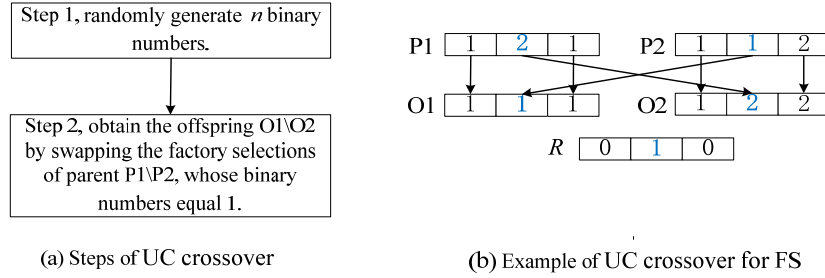 Step 1, randomly generate n binary
numbers.
Step 2, obtain the offspring O1\O2
by swapping the factory selections
of parent P1\P2, whose binary
numbers equal 1.
(a) Steps of UC crossover
P1 1 2 1 P2 1 1 2
O1 1 1 1 O2 1 2 2
R 0 1 0
(b) Example of UC crossover for FS